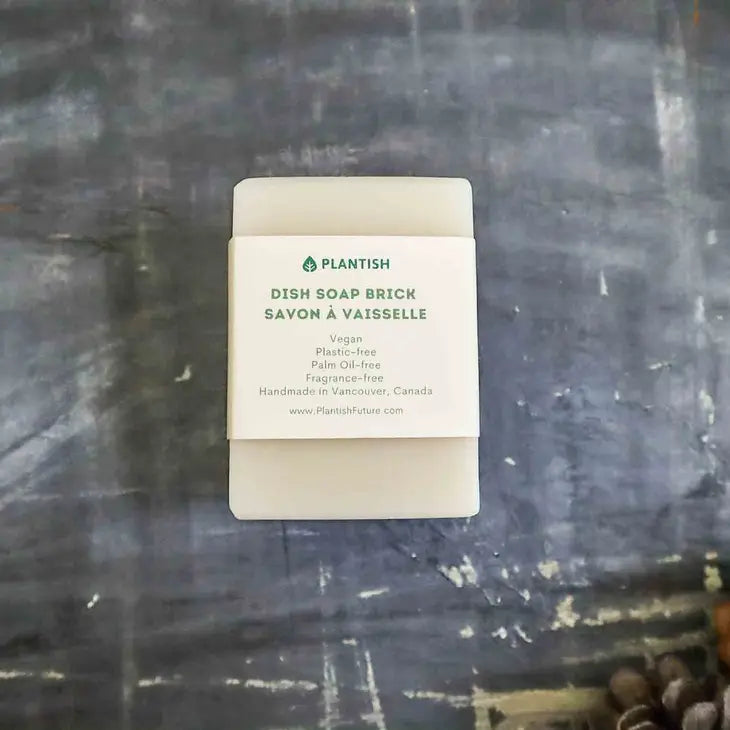 PLANTISH
DISH SOAP BRICK
SAVON À VAISSELLE
Vegan
Plastic-free
Palm Oil-free
Fragrance-free
Handmade in Vancouver, Canada
www.PlantishFuture.com